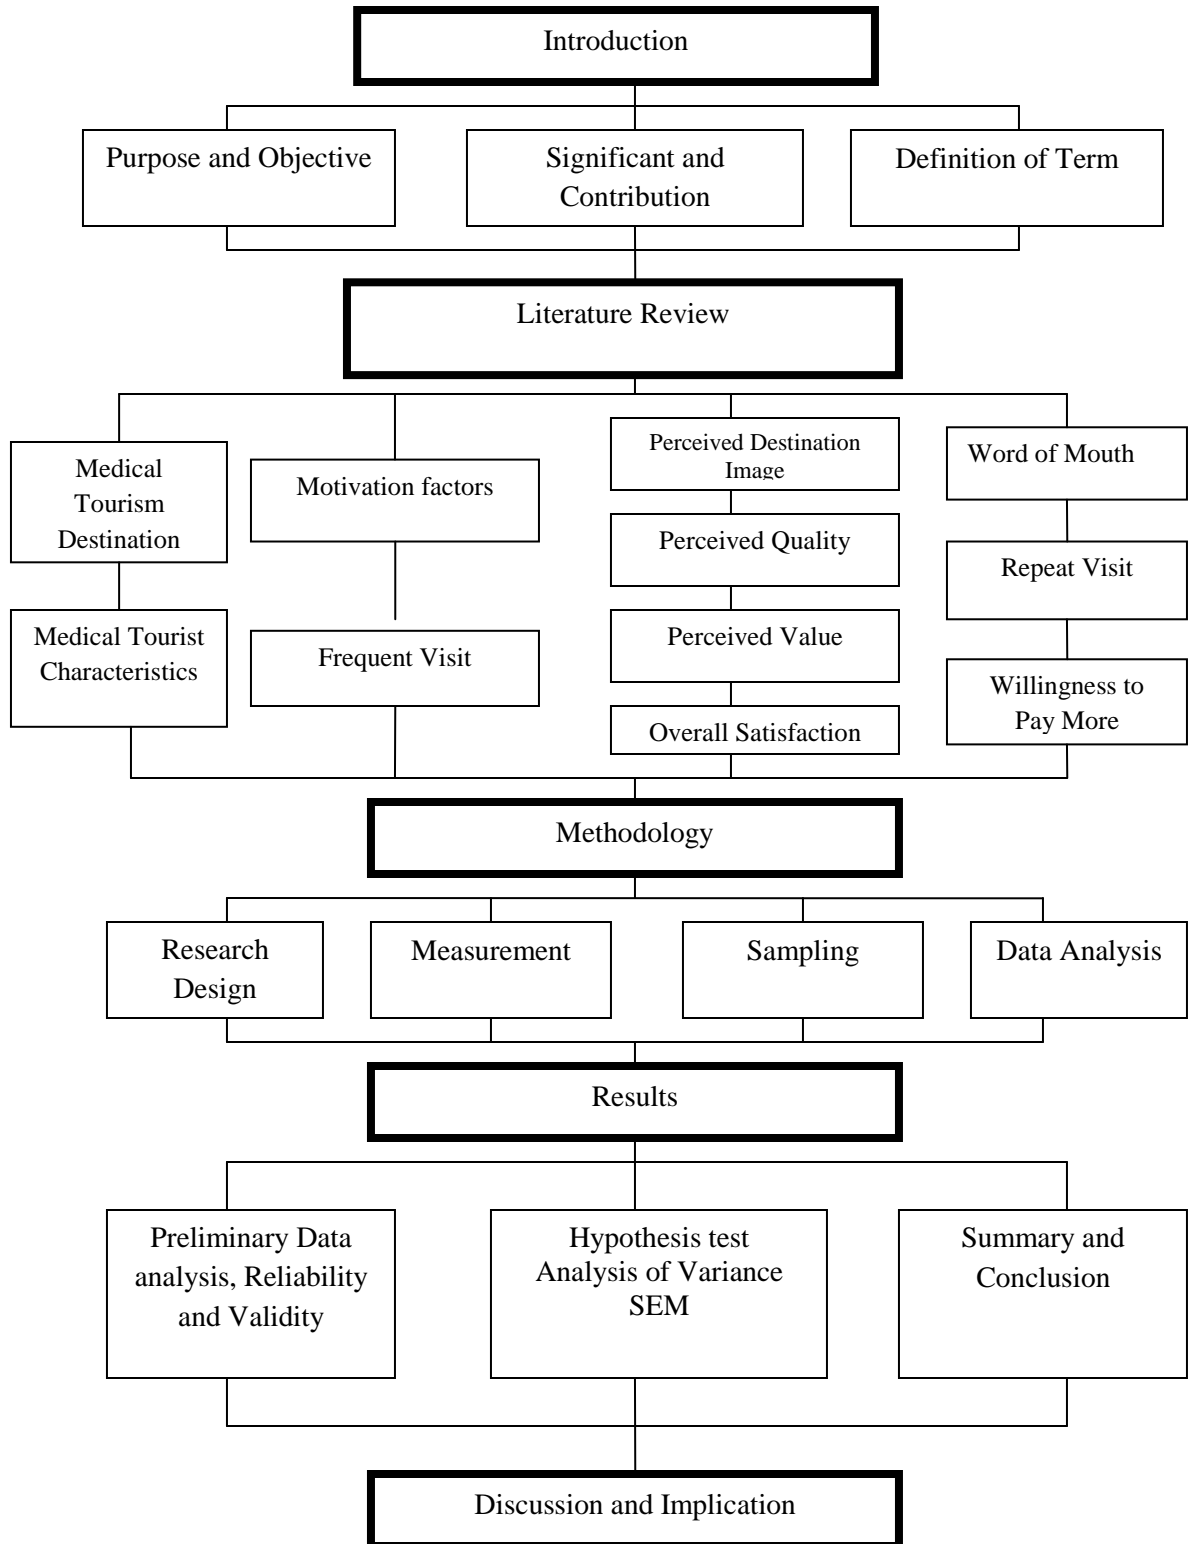 Introduction
Purpose and Objective
Significant and
Contribution
Definition of Term
Literature Review
Medical
Tourism
Destination
Medical Tourist
Characteristics
Motivation factors
Frequent Visit
Perceived Destination
Image
Perceived Quality
Perceived Value
Overall Satisfaction
Word of Mouth
Repeat Visit
Willingness to
Pay More
Methodology
Research
Design
Measurement
Sampling
Data Analysis
Results
Preliminary Data
analysis, Reliability
and Validity
Hypothesis test
Analysis of Variance
SEM
Summary and
Conclusion
Discussion and Implication